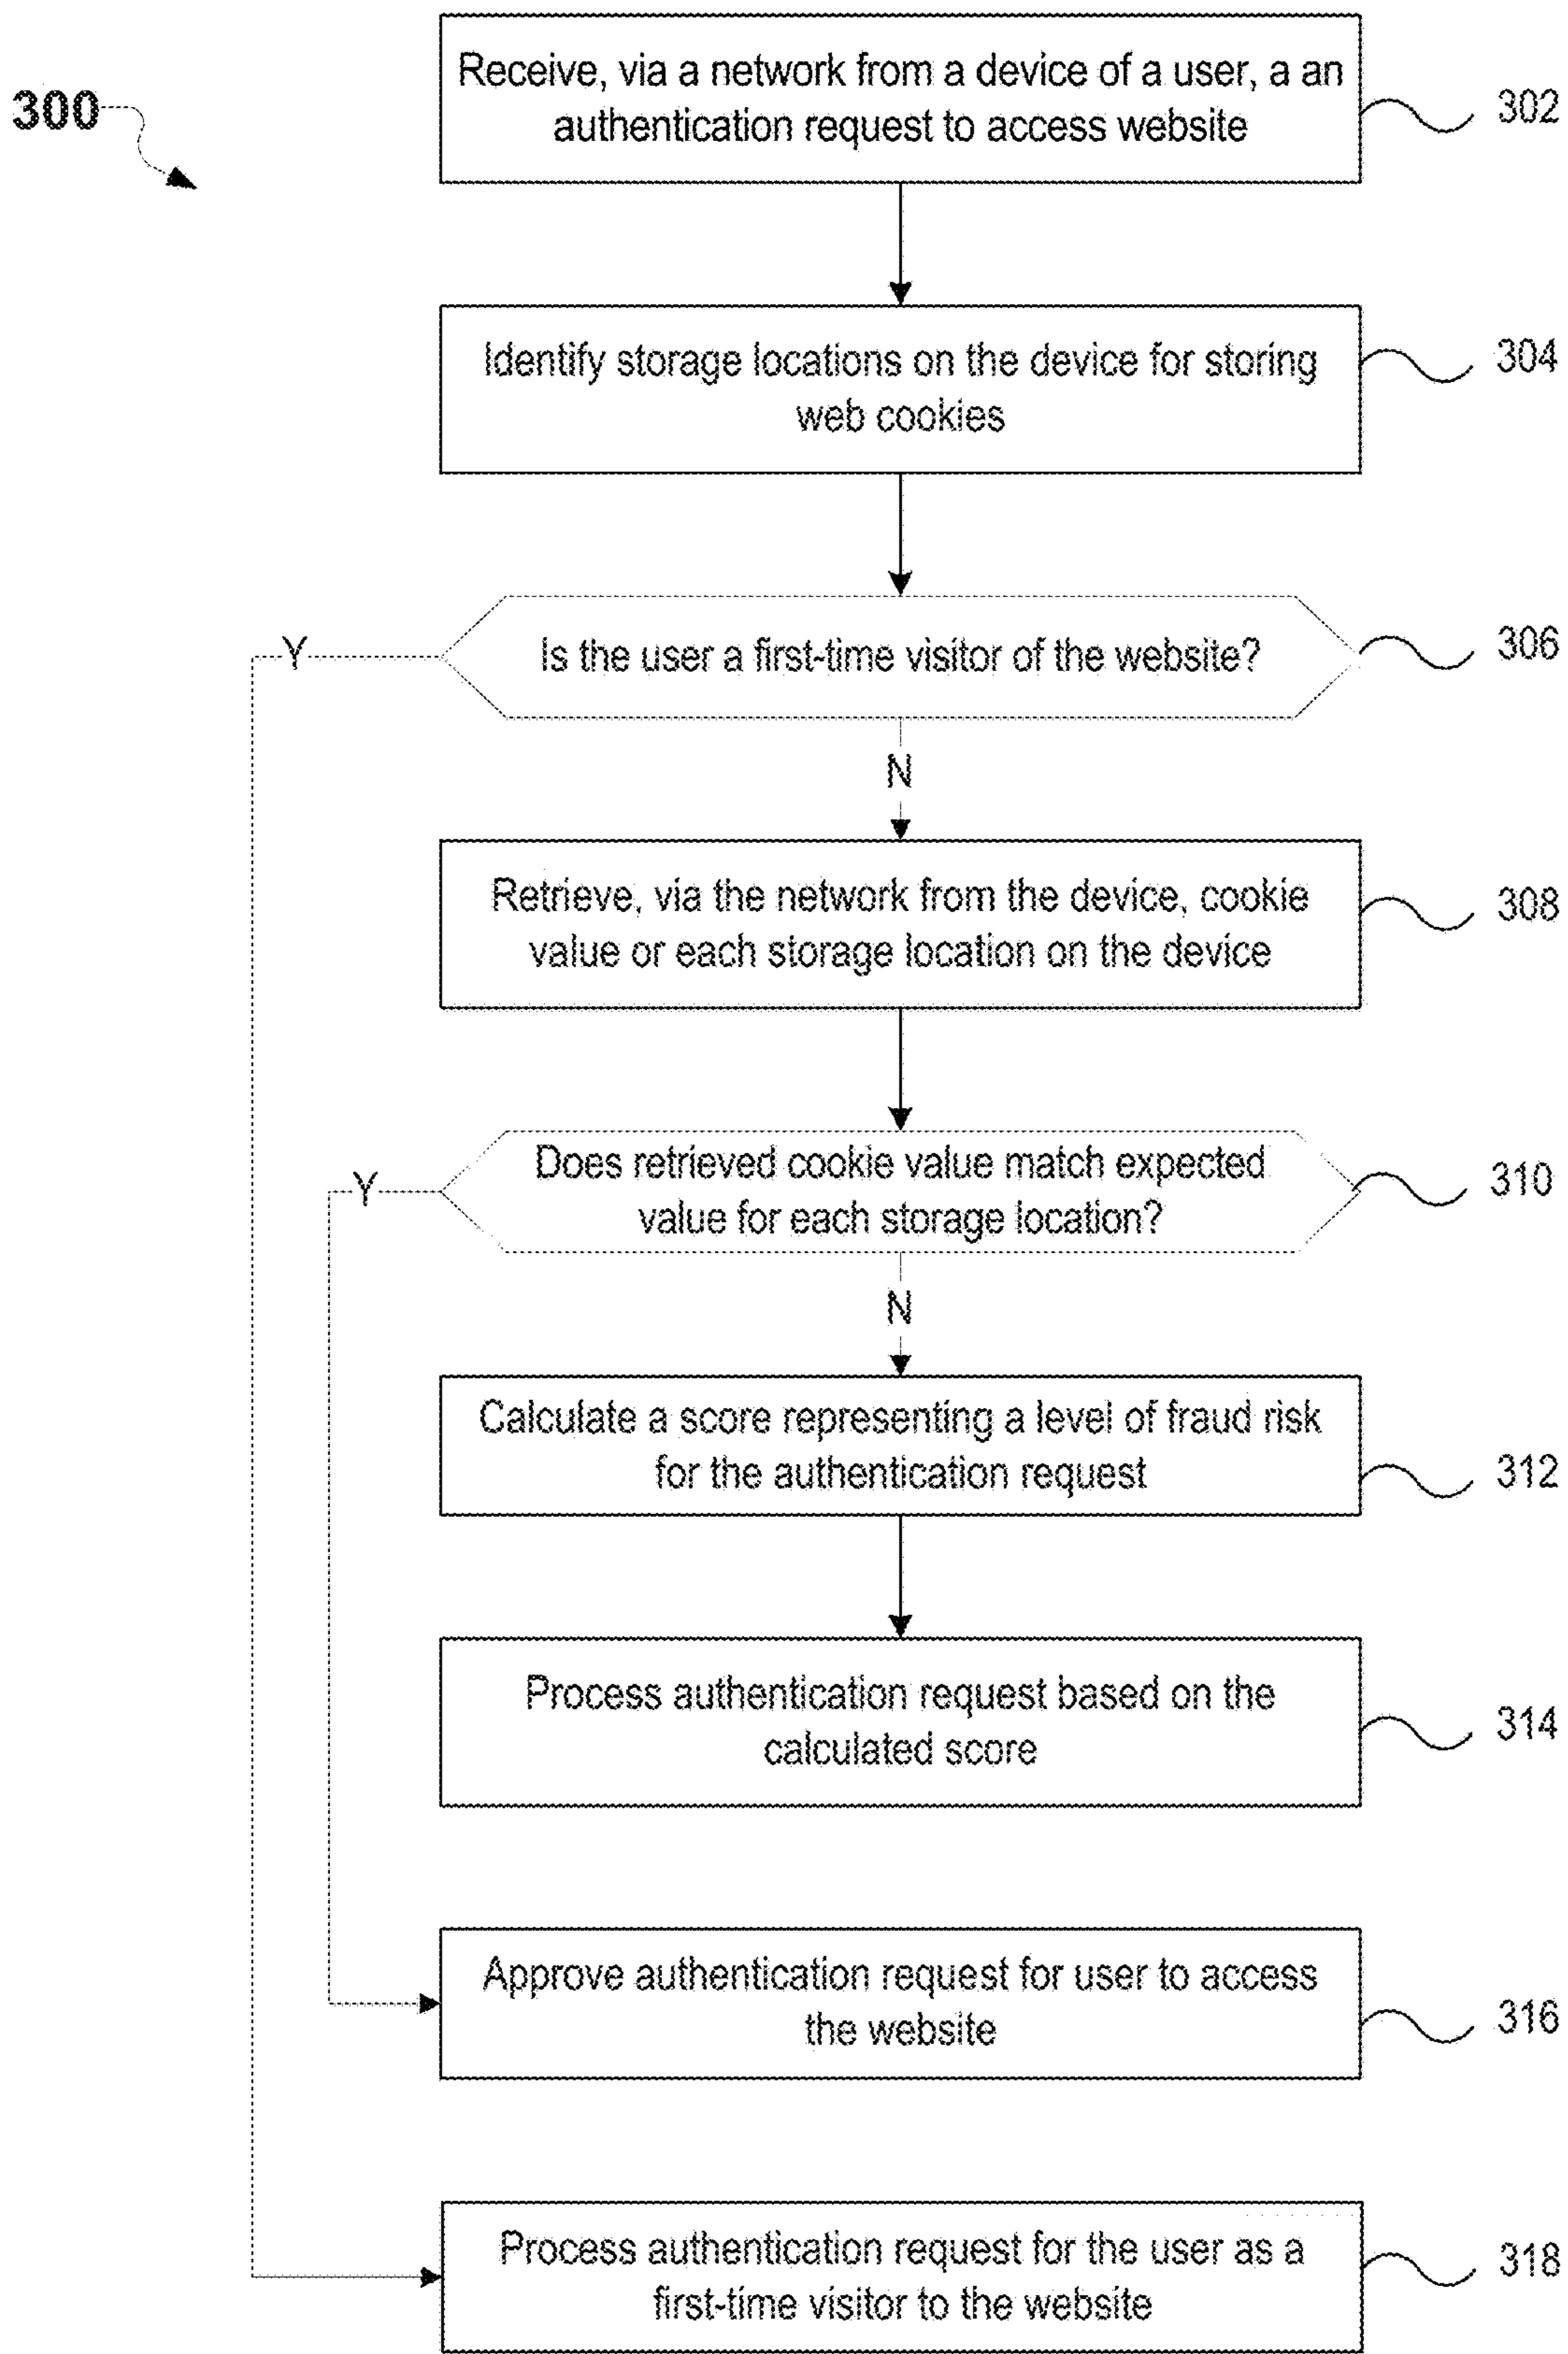 300
Receive, via a network from a device of a user, a an
authentication request to access website
302
Identify storage locations on the device for storing
web cookies
304
Is the user a first-time visitor of the website?
306
Y
N
Retrieve, via the network from the device, cookie
value or each storage location on the device
308
Does retrieved cookie value match expected
value for each storage location?
310
Y
N
Calculate a score representing a level of fraud risk
for the authentication request
312
Process authentication request based on the
calculated score
314
Approve authentication request for user to access
the website
316
Process authentication request for the user as a
first-time visitor to the website
318